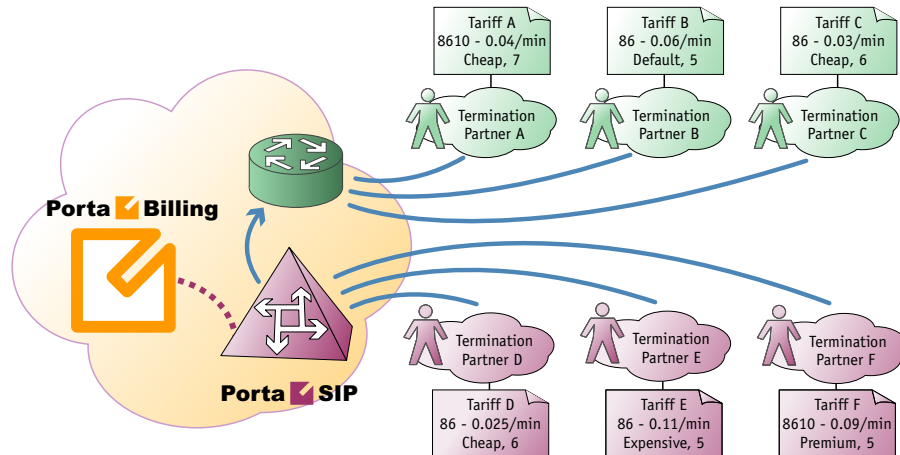 Tariff A
8610 - 0.04/min
Cheap, 7
Tariff B
86 - 0.06/min
Default, 5
Tariff C
86 - 0.03/min
Cheap, 6
Termination
Partner A
Termination
Partner B
Termination
Partner C
Porta Billing
Porta SIP
Termination
Partner D
Termination
Partner E
Termination
Partner F
Tariff D
86 - 0.025/min
Cheap, 6
Tariff E
86 - 0.11/min
Expensive, 5
Tariff F
8610 - 0.09/min
Premium, 5